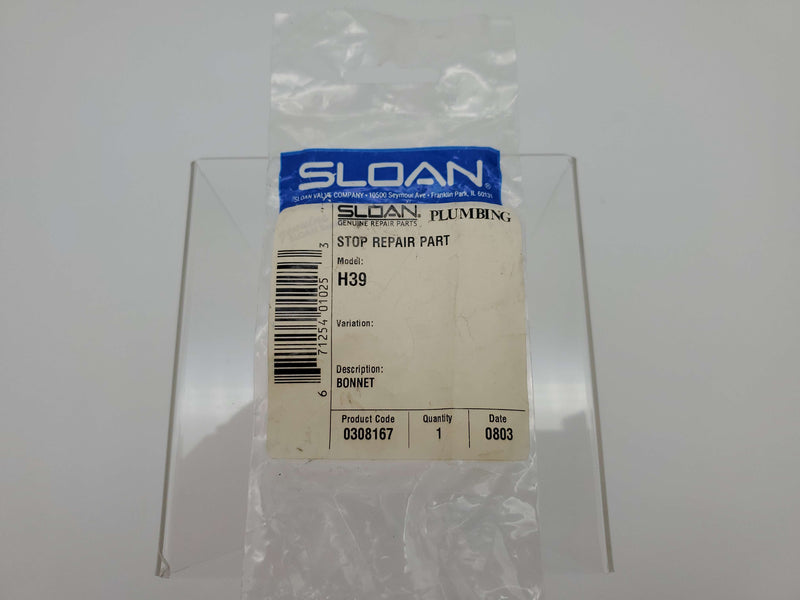 SLOAN®
SLOAN VALVE COMPANY • 10500 Seymour Ave • Franklin Park, IL 60131
SLOAN® PLUMBING
GENUINE REPAIR PARTS
STOP REPAIR PART
Model:
H39
Variation:
Description:
BONNET
Product Code Quantity Date
0308167 1 0803
6 71254 01025 3